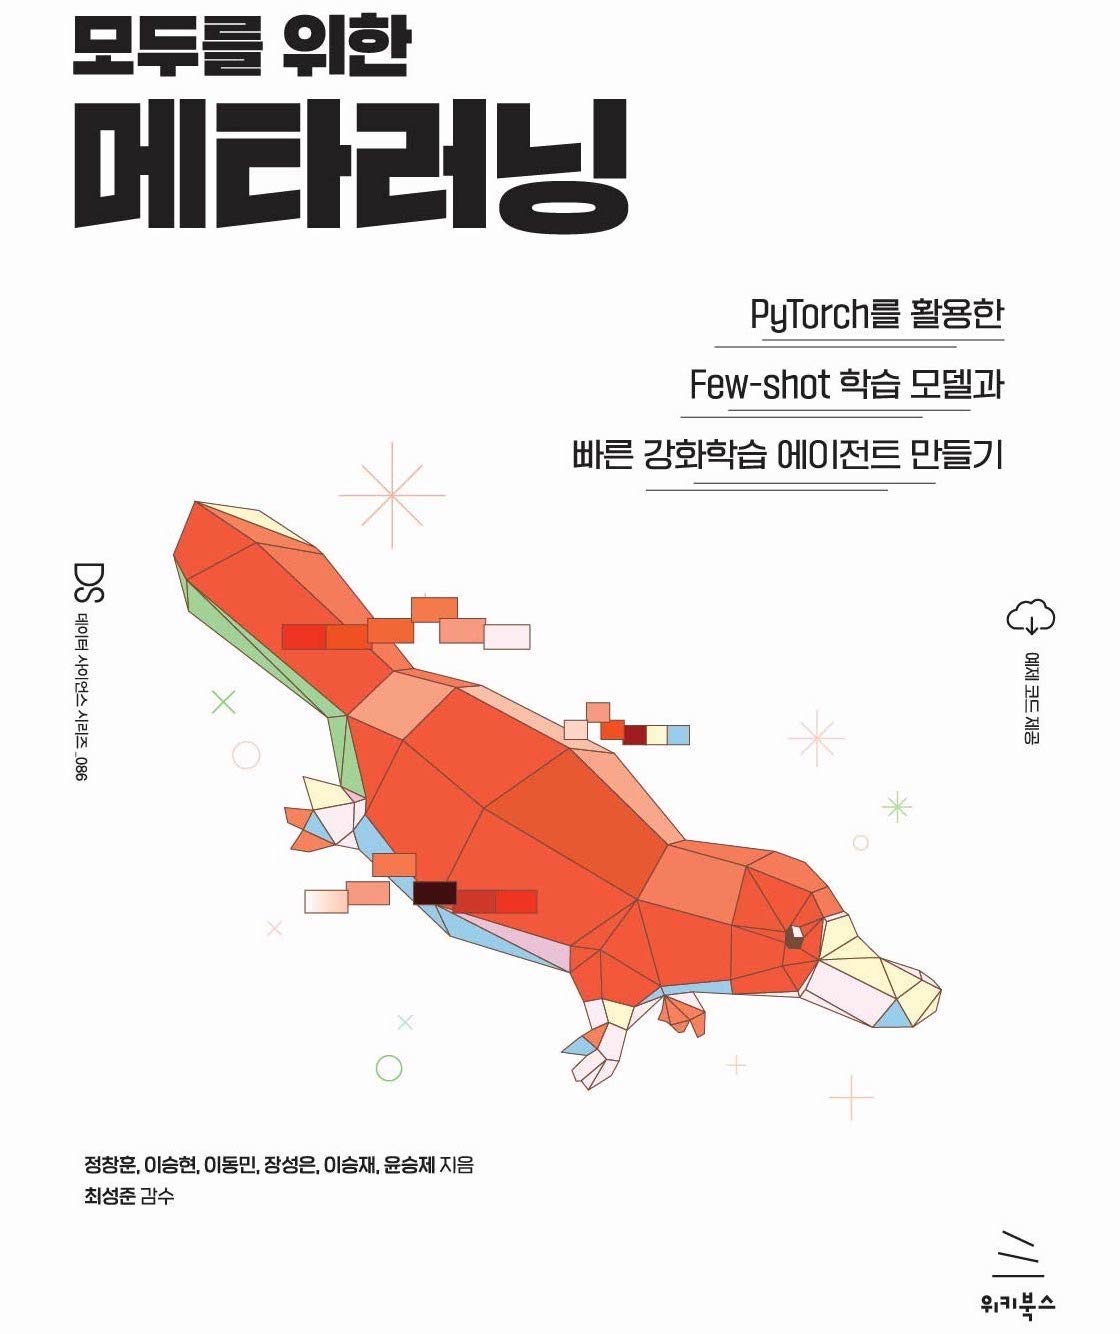 모두를 위한
메타러닝
PyTorch를 활용한
Few-shot 학습 모델과
빠른 강화학습 에이전트 만들기
DS 데이터 사이언스 시리즈_086
예제 코드 제공
정창훈, 이승현, 이동민, 장성은, 이승재, 윤승제 지음
최성준 감수
위키북스